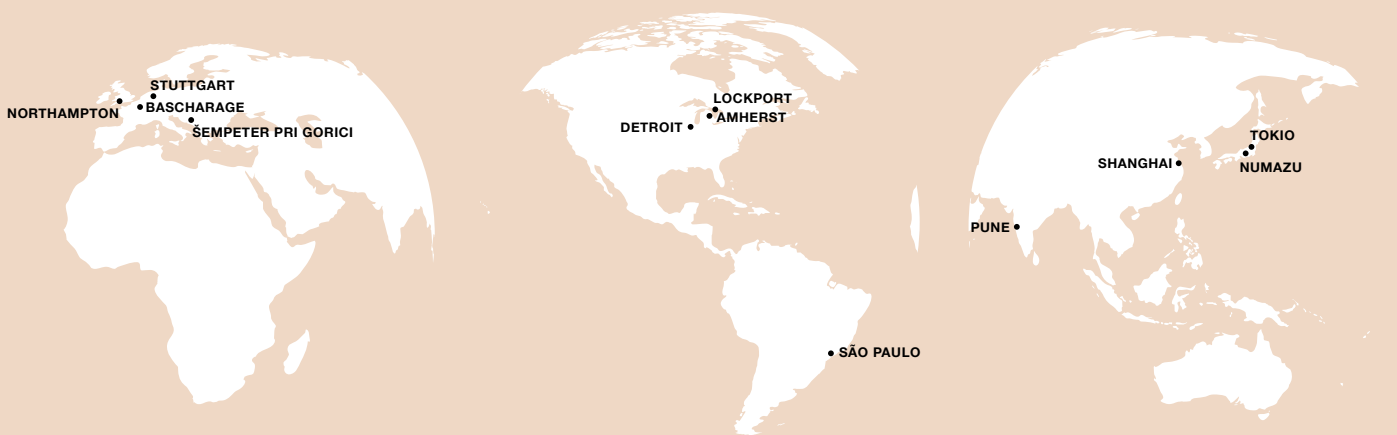 STUTTGART
BASCHARAGE
NORTHAMPTON
ŠEMPETER PRI GORICI
LOCKPORT
AMHERST
DETROIT
SÃO PAULO
TOKIO
SHANGHAI
NUMAZU
PUNE